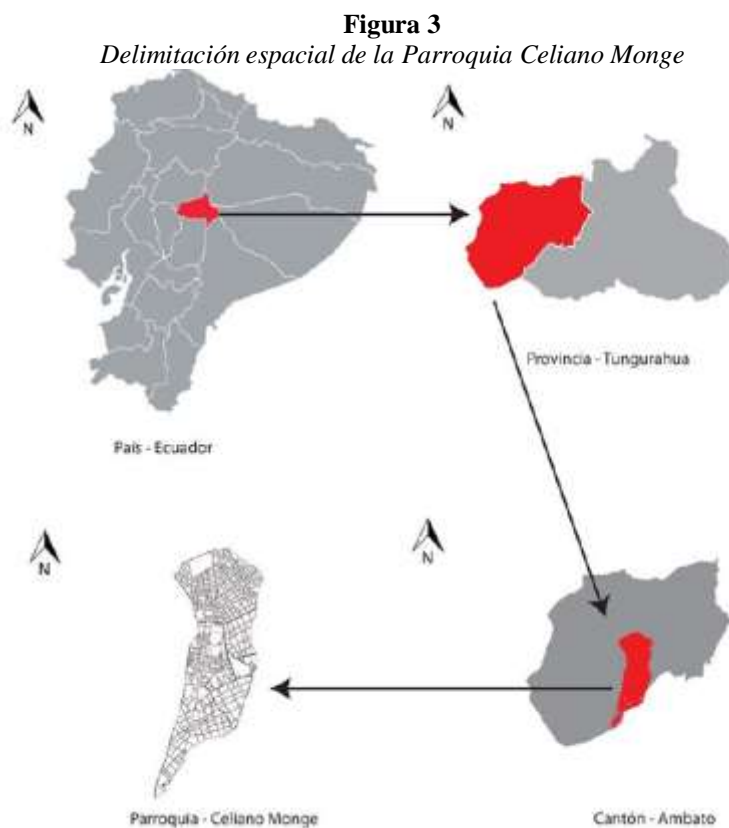 Figura 3
Delimitación espacial de la Parroquia Celiano Monge
N
N
Provincia - Tungurahua
País - Ecuador
N
N
Parroquia - Celiano Monge
Cantón - Ambato